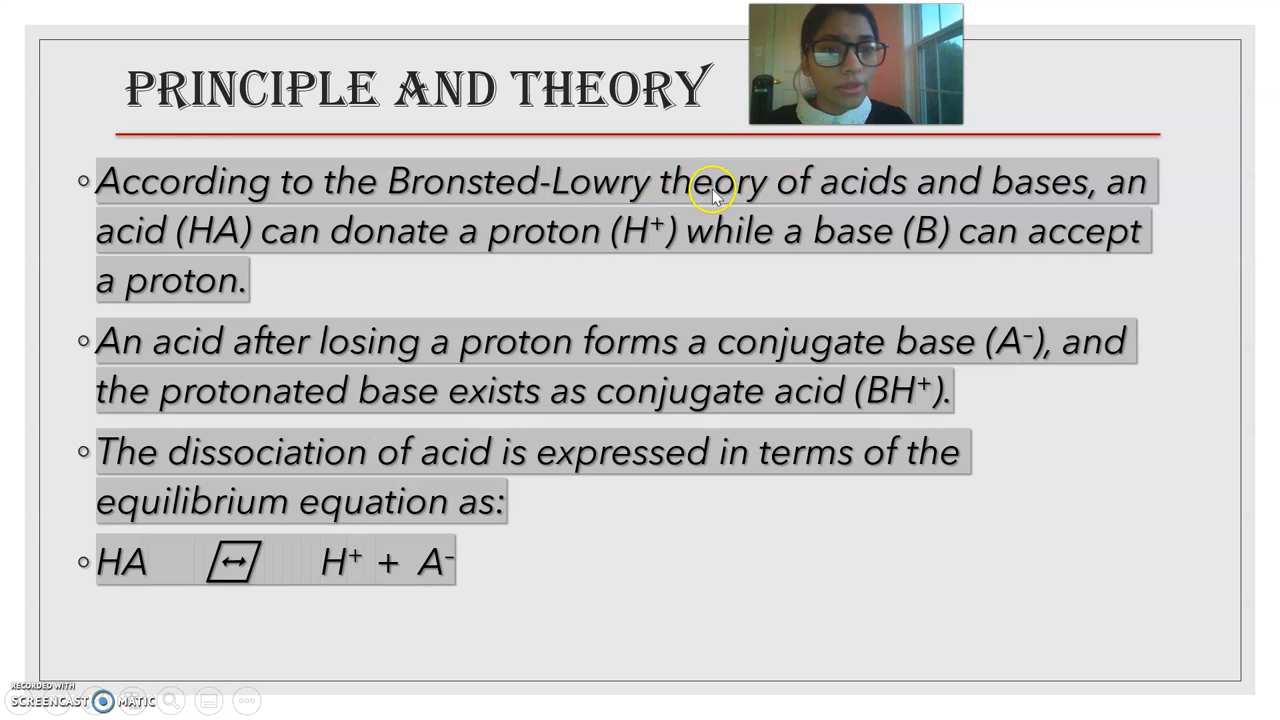 PRINCIPLE AND THEORY
According to the Bronsted-Lowry theory of acids and bases, an
acid (HA) can donate a proton (H⁺) while a base (B) can accept
a proton.
An acid after losing a proton forms a conjugate base (A⁻), and
the protonated base exists as conjugate acid (BH⁺).
The dissociation of acid is expressed in terms of the
equilibrium equation as:
HA ↔ H⁺ + A⁻
RECORDED WITH
SCREENCAST MATIC